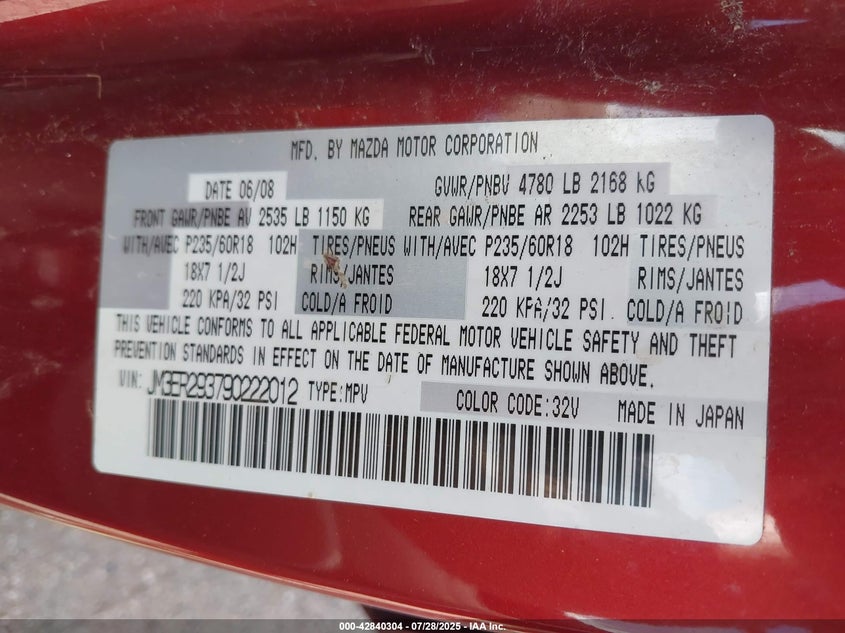 MFD. BY MAZDA MOTOR CORPORATION
DATE 06/08 GVWR/PNBV 4780 LB 2168 KG
FRONT GAWR/PNBE AV 2535 LB 1150 KG REAR GAWR/PNBE AR 2253 LB 1022 KG
WITH/AVEC P235/60R18 102H TIRES/PNEUS WITH/AVEC P235/60R18 102H TIRES/PNEUS
18X7 1/2J RIMS/JANTES 18X7 1/2J RIMS/JANTES
220 KPA/32 PSI COLD/A FROID 220 KPA/32 PSI COLD/A FROID
THIS VEHICLE CONFORMS TO ALL APPLICABLE FEDERAL MOTOR VEHICLE SAFETY AND THEFT
PREVENTION STANDARDS IN EFFECT ON THE DATE OF MANUFACTURE SHOWN ABOVE.
VIN: JM3ER293790222012 TYPE:MPV COLOR CODE:32V MADE IN JAPAN
000-42840304 | 07/28/2025 | IAAI.COM